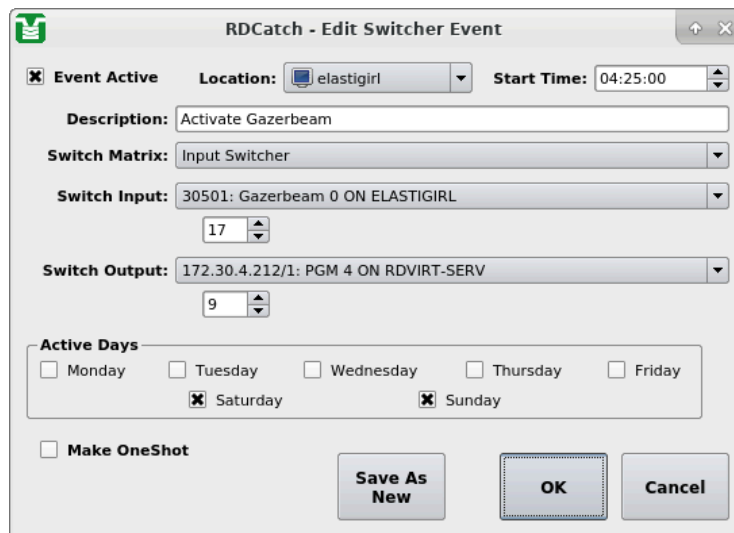 RDCatch - Edit Switcher Event
Event Active Location: elastigirl Start Time: 04:25:00
Description: Activate Gazerbeam
Switch Matrix: Input Switcher
Switch Input: 30501: Gazerbeam 0 ON ELASTIGIRL
17
Switch Output: 172.30.4.212/1: PGM 4 ON RDVIRT-SERV
9
Active Days
Monday Tuesday Wednesday Thursday Friday
Saturday Sunday
Make OneShot
Save As
New
OK Cancel